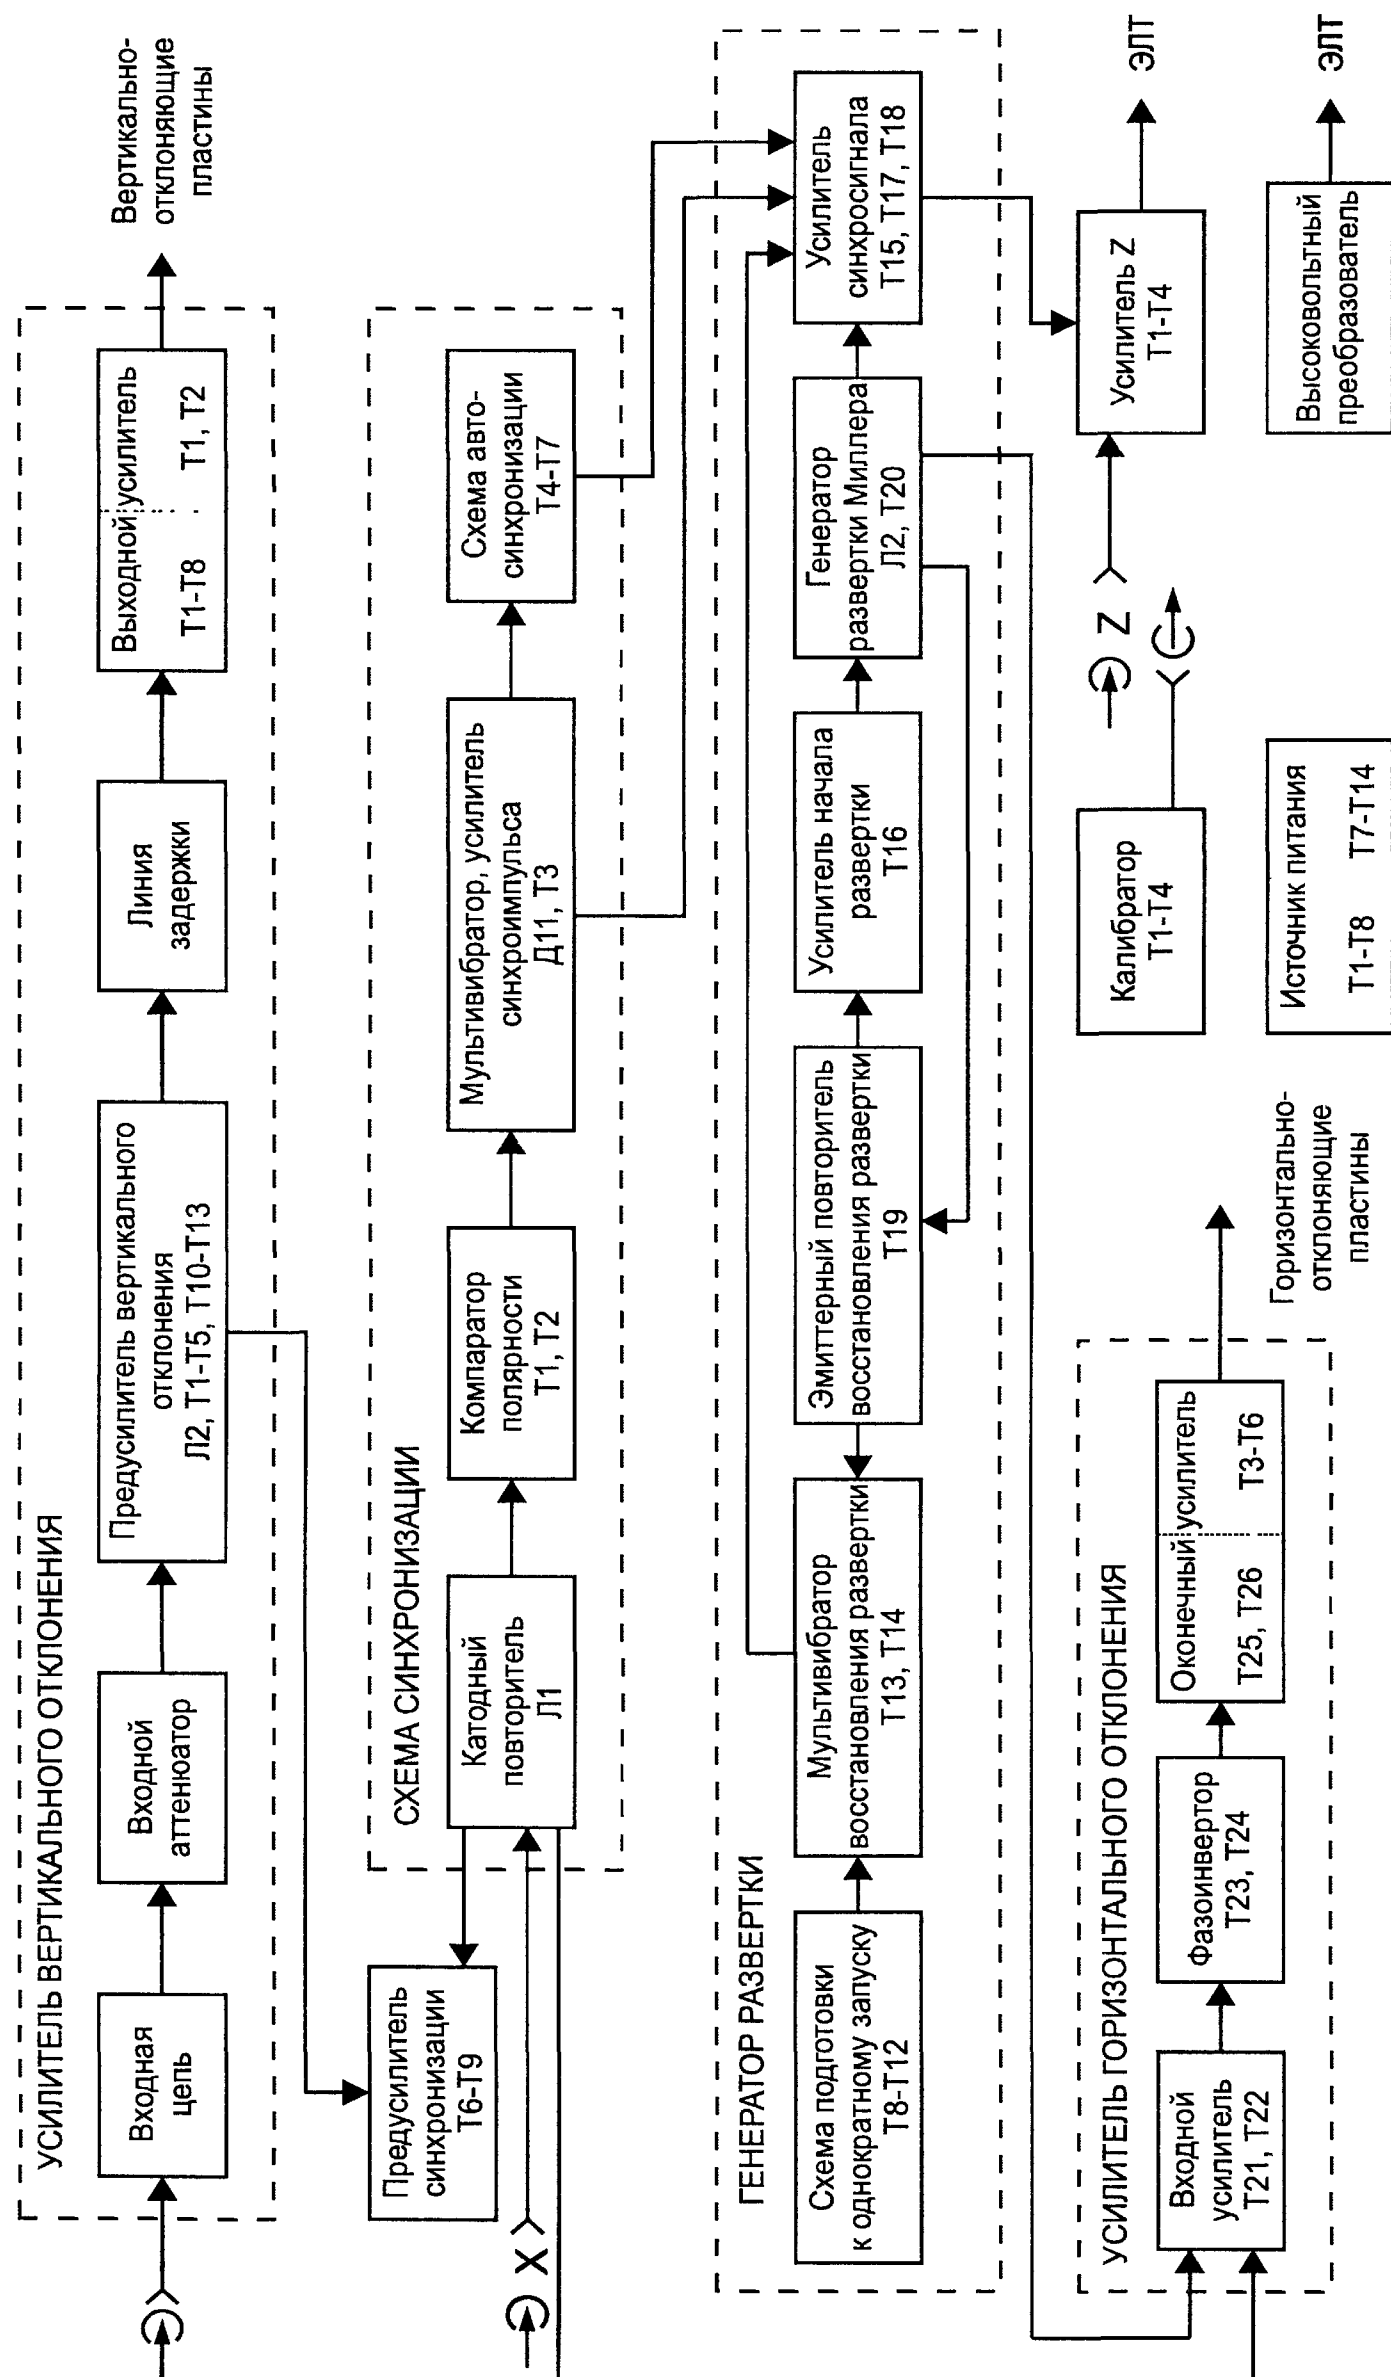 УСИЛИТЕЛЬ ВЕРТИКАЛЬНОГО ОТКЛОНЕНИЯ
Входная
цепь
Входной
аттенюатор
Предусилитель вертикального
отклонения
Л2, Т1-Т5, Т10-Т13
Линия
задержки
Выходной усилитель
Т1-Т8 Т1, Т2
Вертикально-
отклоняющие
пластины
Предусилитель
синхронизации
Т6-Т9
X
СХЕМА СИНХРОНИЗАЦИИ
Катодный
повторитель
Л1
Компаратор
полярности
Т1, Т2
Мультивибратор, усилитель
синхроимпульса
Д11, Т3
Схема авто-
синхронизации
Т4-Т7
ГЕНЕРАТОР РАЗВЕРТКИ
Схема подготовки
к однократному запуску
Т8-Т12
Мультивибратор
восстановления развертки
Т13, Т14
Эмиттерный повторитель
восстановления развертки
Т19
Усилитель начала
развертки
Т16
Генератор
развертки Миллера
Л2, Т20
Усилитель
синхросигнала
Т15, Т17, Т18
УСИЛИТЕЛЬ ГОРИЗОНТАЛЬНОГО ОТКЛОНЕНИЯ
Входной
усилитель
Т21, Т22
Фазоинвертор
Т23, Т24
Оконечный усилитель
Т25, Т26 Т3-Т6
Горизонтально-
отклоняющие
пластины
Калибратор
Т1-Т4
Z
Усилитель Z
Т1-Т4
ЭЛТ
Источник питания
Т1-Т8 Т7-Т14
Высоковольтный
преобразователь
ЭЛТ